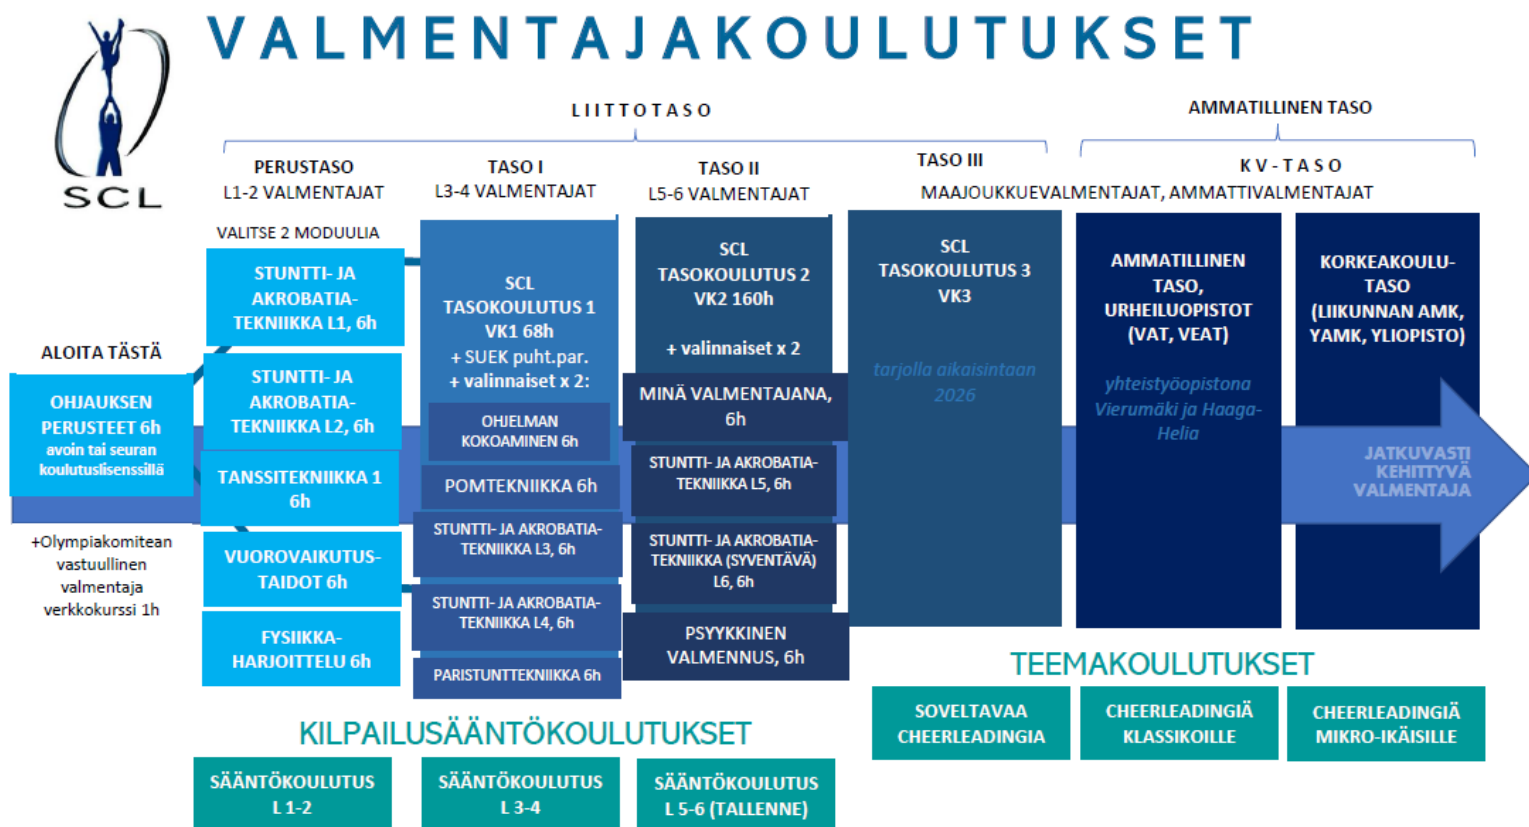 VALMENTAJAKOULUTUKSET
SCL
LIITTOTASO
AMMATILLINEN TASO
PERUSTASO
L1-2 VALMENTAJAT
TASO I
L3-4 VALMENTAJAT
TASO II
L5-6 VALMENTAJAT
TASO III
KV-TASO
MAAJOUKKUEVALMENTAJAT, AMMATTIVALMENTAJAT
ALOITA TÄSTÄ
OHJAUKSEN
PERUSTEET 6h
avoin tai seuran
koulutuslisenssillä
+Olympiakomitean
vastuullinen
valmentaja
verkkokurssi 1h
VALITSE 2 MODUULIA
STUNTTI- JA
AKROBATIA-
TEKNIIKKA L1, 6h
STUNTTI- JA
AKROBATIA-
TEKNIIKKA L2, 6h
TANSSITEKNIIKKA 1
6h
VUOROVAIKUTUS-
TAIDOT 6h
FYSIIKKA-
HARJOITTELU 6h
SCL
TASOKOULUTUS 1
VK1 68h
+ SUEK puht.par.
+ valinnaiset x 2:
OHJELMAN
KOKOAMINEN 6h
POMTEKNIIKKA 6h
STUNTTI- JA AKROBATIA-
TEKNIIKKA L3, 6h
STUNTTI- JA AKROBATIA-
TEKNIIKKA L4, 6h
PARISTUNTTEKNIIKKA 6h
SCL
TASOKOULUTUS 2
VK2 160h
+ valinnaiset x 2
MINÄ VALMENTAJANA,
6h
STUNTTI- JA AKROBATIA-
TEKNIIKKA L5, 6h
STUNTTI- JA AKROBATIA-
TEKNIIKKA (SYVENTÄVÄ)
L6, 6h
PSYYKKINEN
VALMENNUS, 6h
SCL
TASOKOULUTUS 3
VK3
tarjolla aikaisintaan
2026
AMMATILLINEN
TASO,
URHEILUOPISTOT
(VAT, VEAT)
yhteistyöopistona
Vierumäki ja Haaga-
Helia
KORKEAKOULU-
TASO
(LIIKUNNAN AMK,
YAMK, YLIOPISTO)
JATKUVASTI
KEHITTYVÄ
VALMENTAJA
KILPAILUSÄÄNTÖKOULUTUKSET
SÄÄNTÖKOULUTUS
L 1-2
SÄÄNTÖKOULUTUS
L 3-4
SÄÄNTÖKOULUTUS
L 5-6 (TALLENNE)
TEEMAKOULUTUKSET
SOVELTAVAA
CHEERLEADINGIA
CHEERLEADINGIÄ
KLASSIKOILLE
CHEERLEADINGIÄ
MIKRO-IKÄISILLE